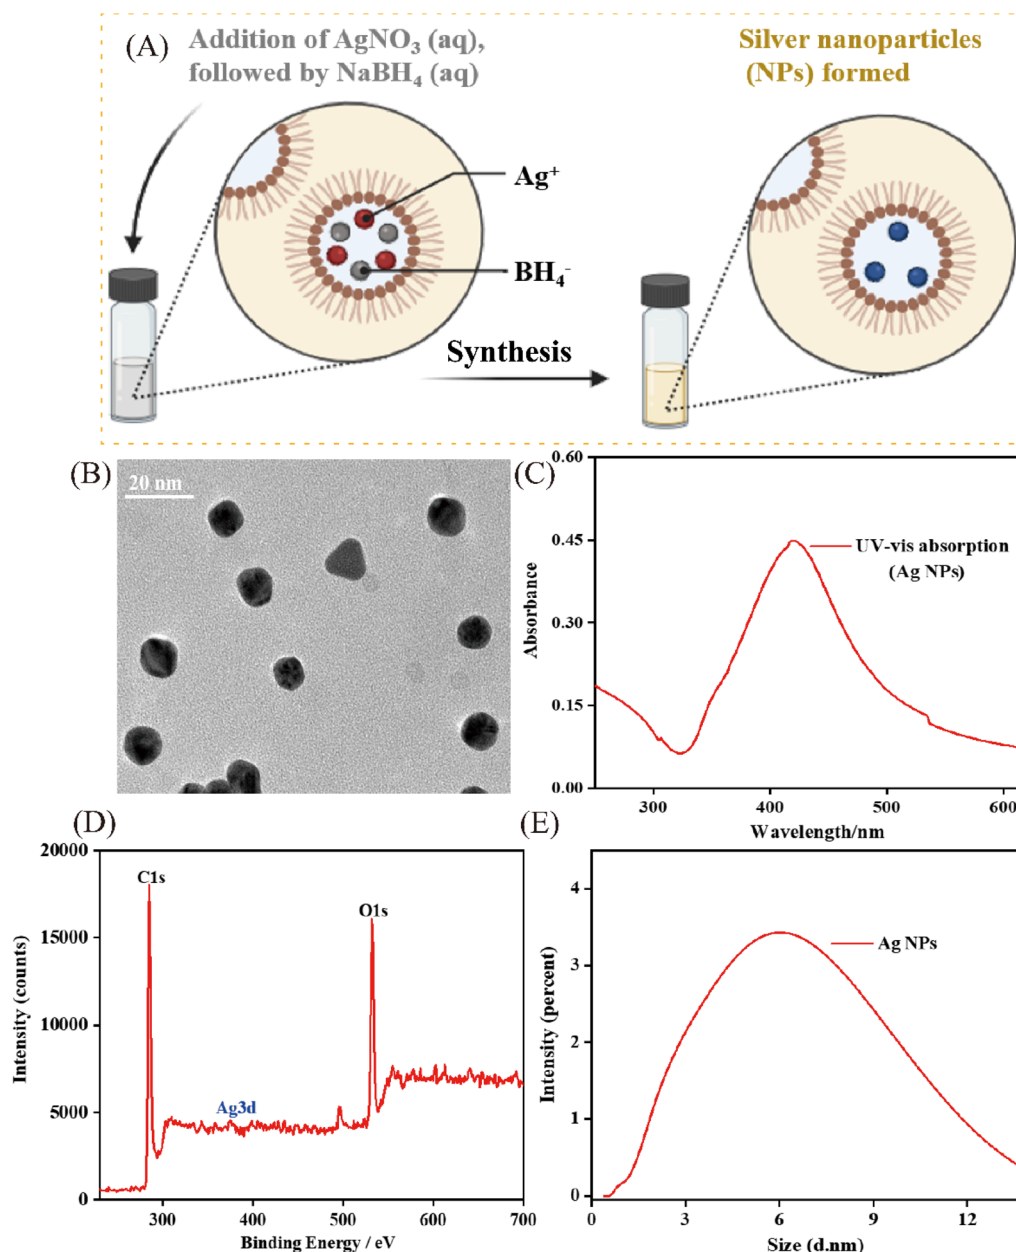 (A)
Addition of AgNO₃ (aq),
followed by NaBH₄ (aq)
Silver nanoparticles
(NPs) formed
Ag⁺
BH₄⁻
Synthesis
(B)
20 nm
(C)
0.60
0.45
0.30
0.15
0.00
Absorbance
UV-vis absorption
(Ag NPs)
300
400
500
600
Wavelength/nm
(D)
20000
15000
10000
5000
0
Intensity (counts)
C1s
O1s
Ag3d
300
400
500
600
700
Binding Energy / eV
(E)
4
3
2
1
0
Intensity (percent)
Ag NPs
0
3
6
9
12
Size (d.nm)